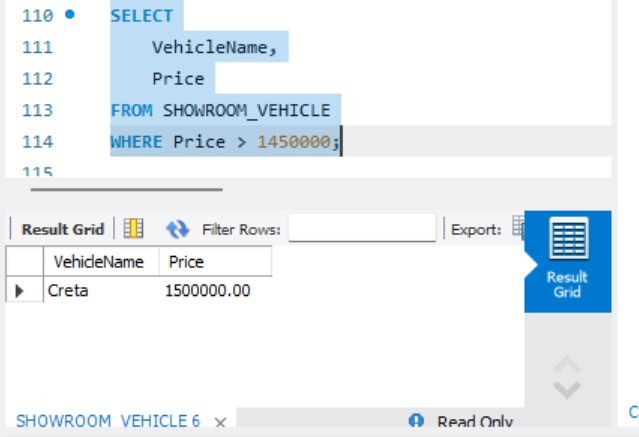 110 SELECT
111 VehicleName,
112 Price
113 FROM SHOWROOM_VEHICLE
114 WHERE Price > 1450000;
115
Result Grid Filter Rows: Export:
VehicleName Price
Creta 1500000.00
Result
Grid
SHOWROOM_VEHICLE 6 × Read Only
C